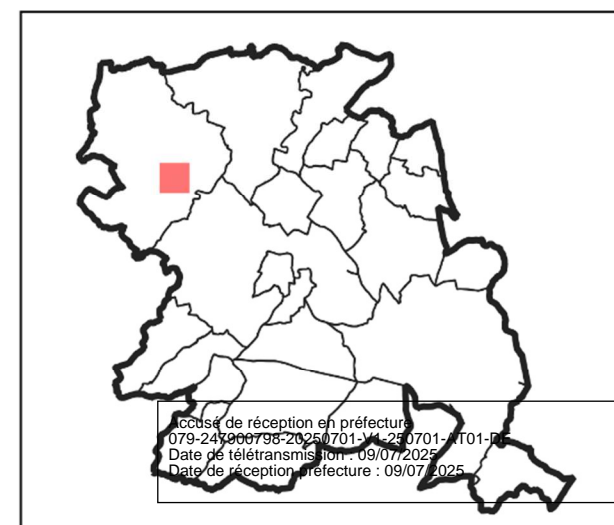 Accusé de réception en préfecture
079-247900798-20250701-V1-250701-AT01-DE
Date de télétransmission : 09/07/2025
Date de réception préfecture : 09/07/2025